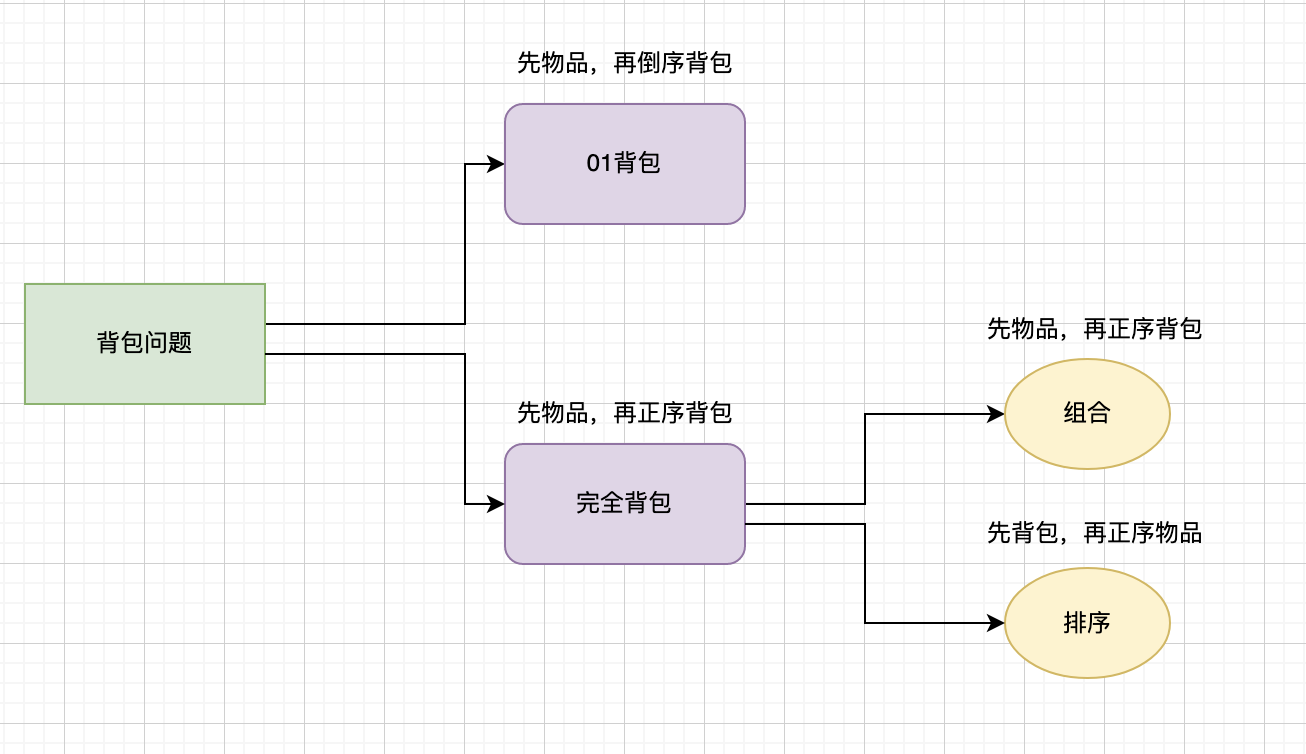 先物品，再倒序背包
01背包
背包问题
先物品，再正序背包
组合
先物品，再正序背包
完全背包
先背包，再正序物品
排序